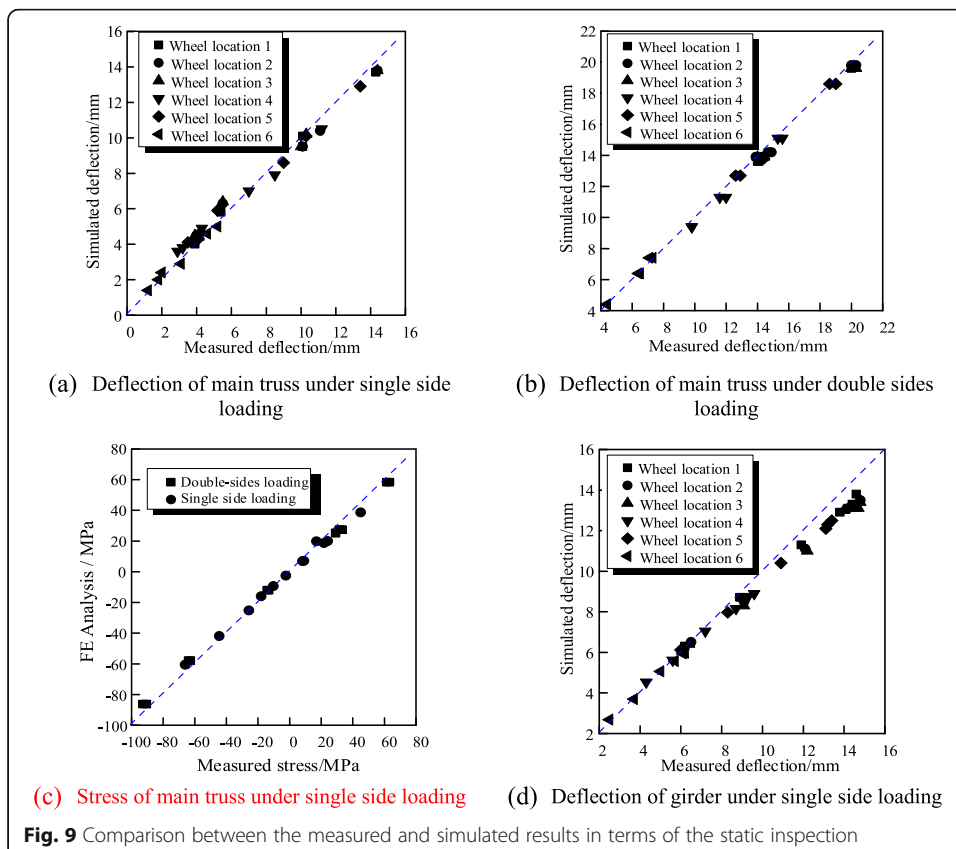 16
14
12
10
8
6
4
2
0
Simulated deflection/mm
Wheel location 1
Wheel location 2
Wheel location 3
Wheel location 4
Wheel location 5
Wheel location 6
0 2 4 6 8 10 12 14 16
Measured deflection/mm
(a) Deflection of main truss under single side
loading
22
20
18
16
14
12
10
8
6
4
Simulated deflection/mm
Wheel location 1
Wheel location 2
Wheel location 3
Wheel location 4
Wheel location 5
Wheel location 6
4 6 8 10 12 14 16 18 20 22
Measured deflection/mm
(b) Deflection of main truss under double sides
loading
80
60
40
20
0
-20
-40
-60
-80
-100
FE Analysis / MPa
Double-sides loading
Single side loading
-100 -80 -60 -40 -20 0 20 40 60 80
Measured stress/MPa
(c) Stress of main truss under single side loading
16
14
12
10
8
6
4
2
Simulated deflection/mm
Wheel location 1
Wheel location 2
Wheel location 3
Wheel location 4
Wheel location 5
Wheel location 6
2 4 6 8 10 12 14 16
Measured deflection/mm
(d) Deflection of girder under single side loading
Fig. 9 Comparison between the measured and simulated results in terms of the static inspection